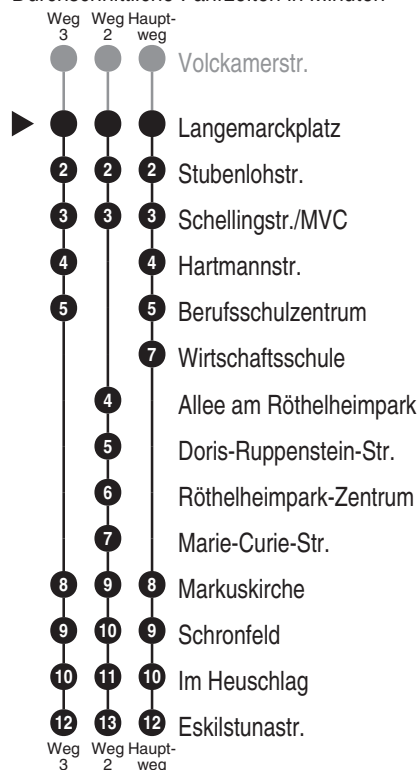 Durchschnittliche Fahrzeiten in Minuten
Weg Weg Haupt-
3 2 weg
Volckamerstr.
Langemarckplatz
2 2 2 Stubenlohstr.
3 3 3 Schellingstr./MVC
4 4 Hartmannstr.
5 5 Berufsschulzentrum
7 Wirtschaftsschule
4 Allee am Röthelheimpark
5 Doris-Ruppenstein-Str.
6 Röthelheimpark-Zentrum
7 Marie-Curie-Str.
8 9 8 Markuskirche
9 10 9 Schronfeld
10 11 10 Im Heuschlag
12 13 12 Eskilstunastr.
Weg Weg Haupt-
3 2 weg